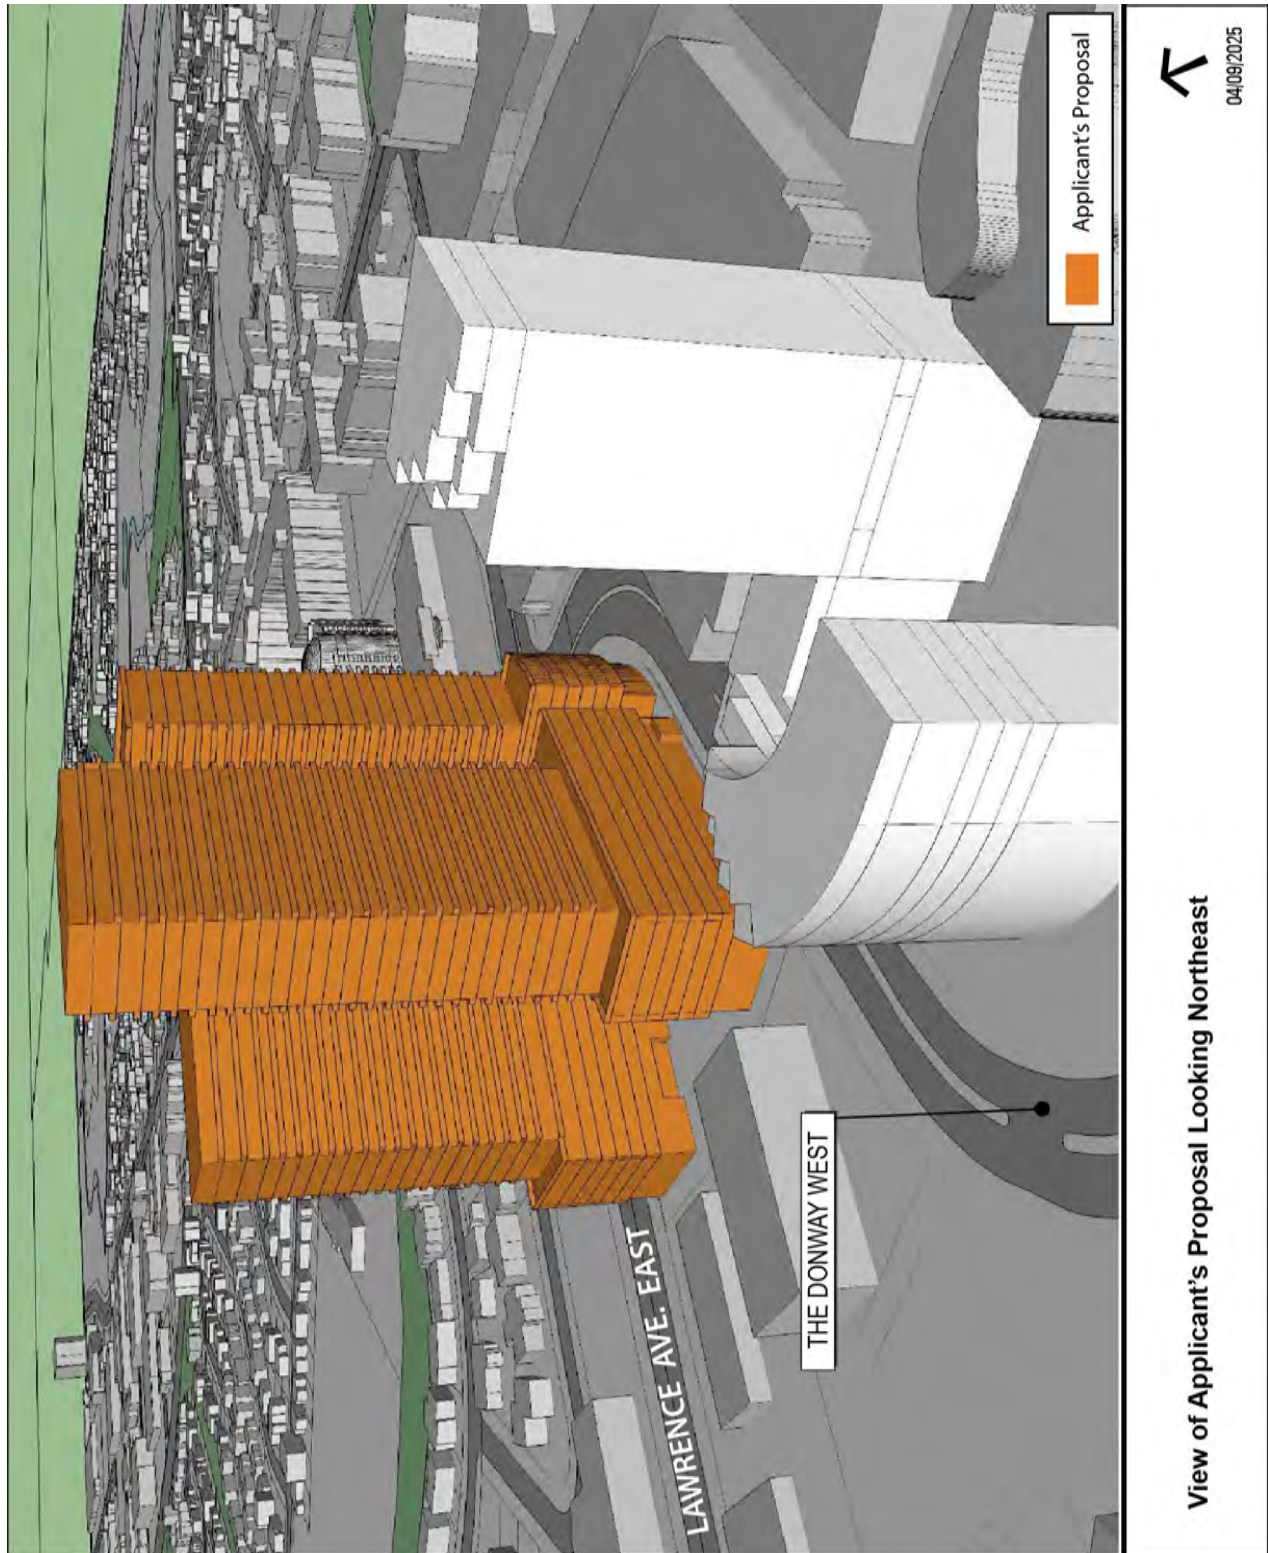 LAWRENCE AVE. EAST
THE DONWAY WEST
Applicant's Proposal
View of Applicant's Proposal Looking Northeast
04/09/2025